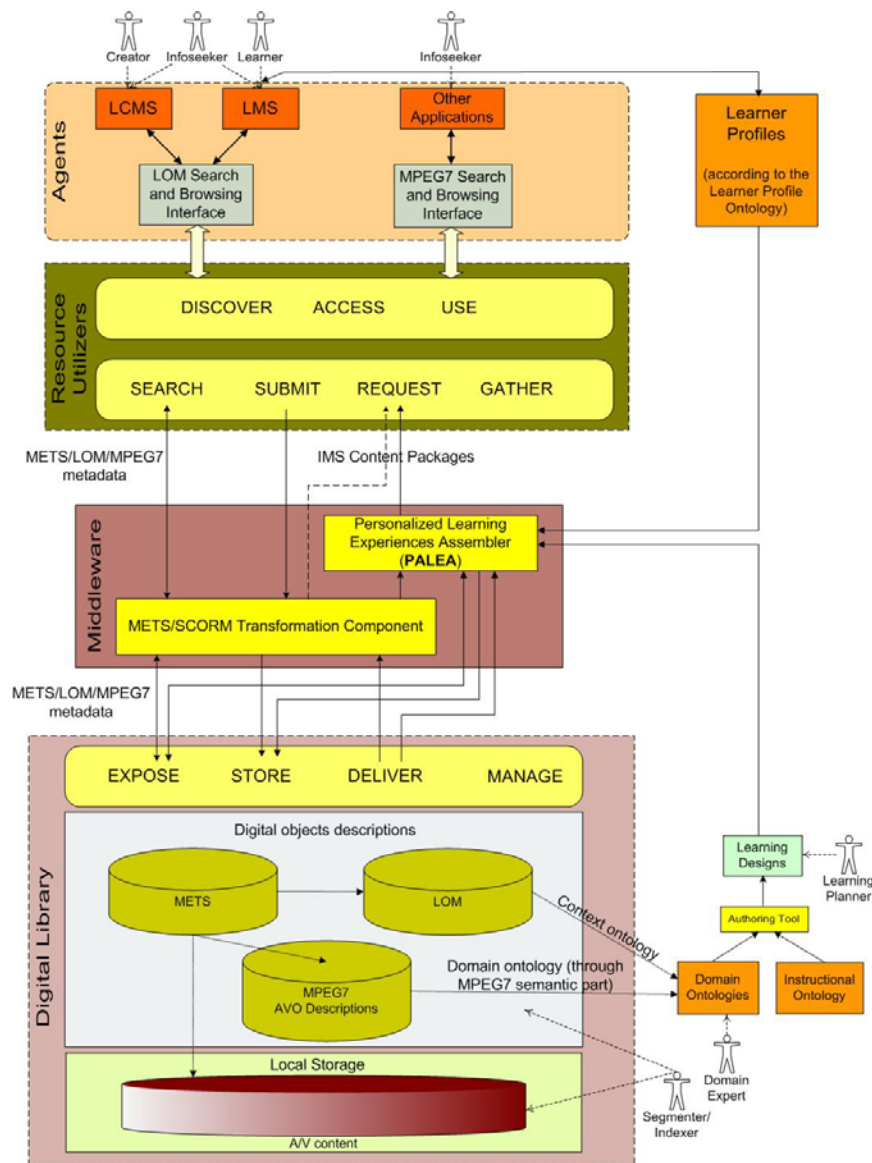 Creator
Infoseeker
Learner
Infoseeker
Agents
LCMS
LMS
Other
Applications
LOM Search
and Browsing
Interface
MPEG7 Search
and Browsing
Interface
Learner
Profiles
(according to the
Learner Profile
Ontology)
Resource
Utilizers
DISCOVER ACCESS USE
SEARCH SUBMIT REQUEST GATHER
METS/LOM/MPEG7
metadata
IMS Content Packages
Middleware
Personalized Learning
Experiences Assembler
(PALEA)
METS/SCORM Transformation Component
METS/LOM/MPEG7
metadata
Digital Library
EXPOSE STORE DELIVER MANAGE
Digital objects descriptions
METS
LOM
MPEG7
AVO Descriptions
Context ontology
Domain ontology (through
MPEG7 semantic part)
Learning
Designs
Learning
Planner
Authoring Tool
Domain
Ontologies
Instructional
Ontology
Domain
Expert
Segmenter/
Indexer
Local Storage
A/V content